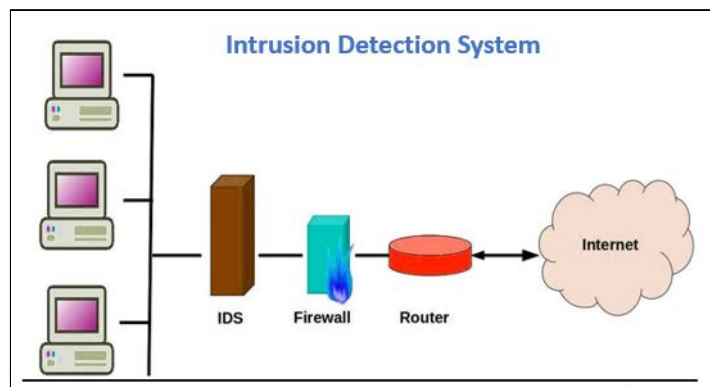 Intrusion Detection System
Internet
IDS
Firewall
Router